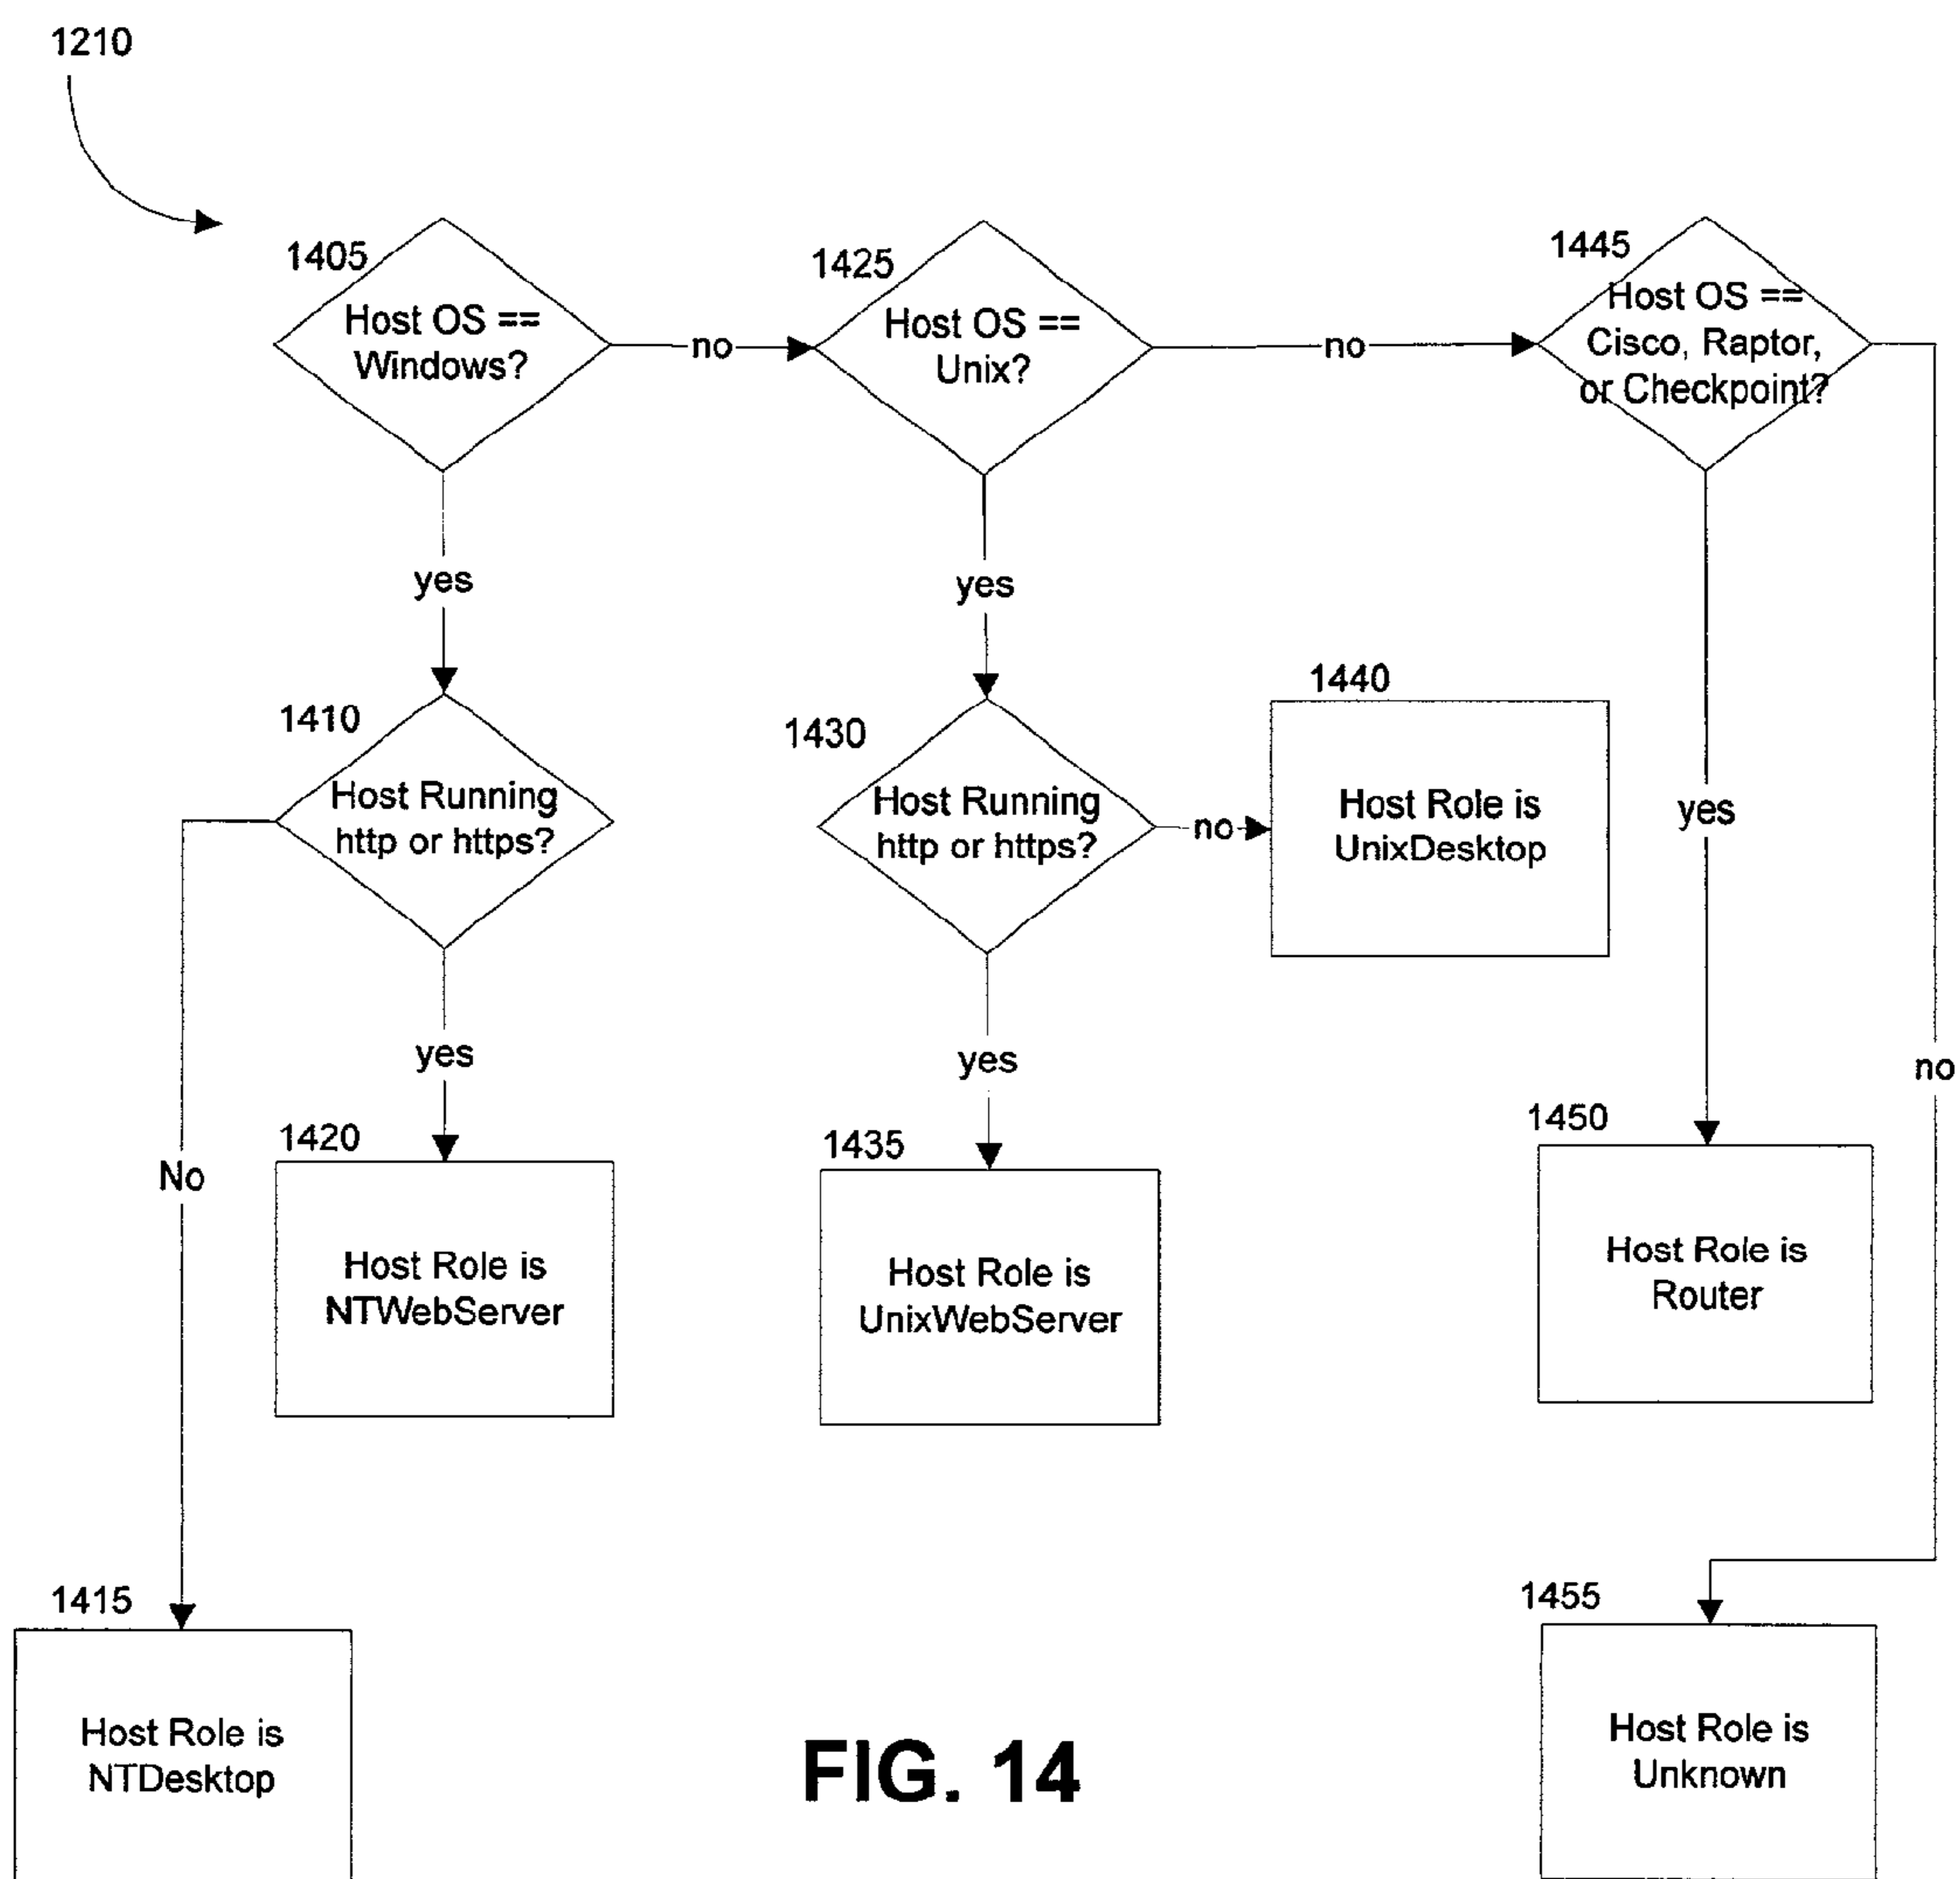 1210
1405
Host OS ==
Windows?
no
1425
Host OS ==
Unix?
no
1445
Host OS ==
Cisco, Raptor,
or Checkpoint?
yes
yes
1410
Host Running
http or https?
1430
Host Running
http or https?
no
1440
Host Role is
UnixDesktop
yes
yes
yes
no
No
1420
Host Role is
NTWebServer
1435
Host Role is
UnixWebServer
1450
Host Role is
Router
1415
Host Role is
NTDesktop
1455
Host Role is
Unknown
FIG. 14